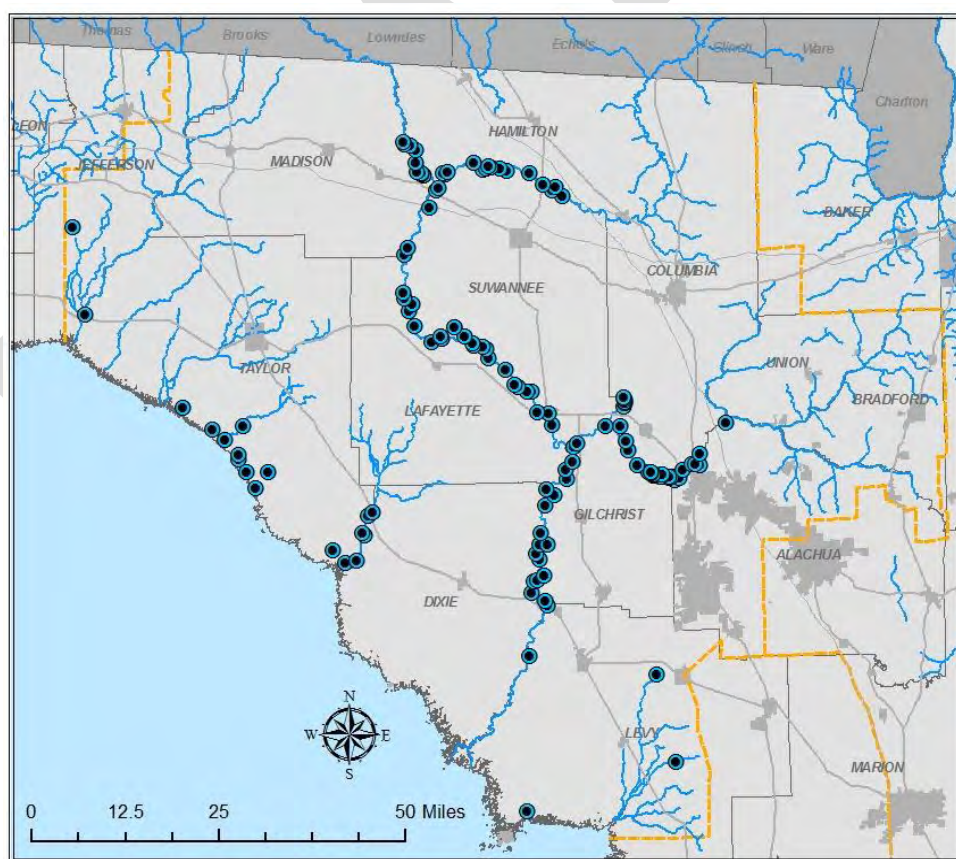 Thomas
Brooks
Lowndes
Echols
Clinch
Ware
Charlton
LEON
JEFFERSON
MADISON
HAMILTON
BAKER
COLUMBIA
SUWANNEE
TAYLOR
UNION
LAFAYETTE
BRADFORD
GILCHRIST
ALACHUA
DIXIE
N
W E
S
LEVY
MARION
0 12.5 25 50 Miles